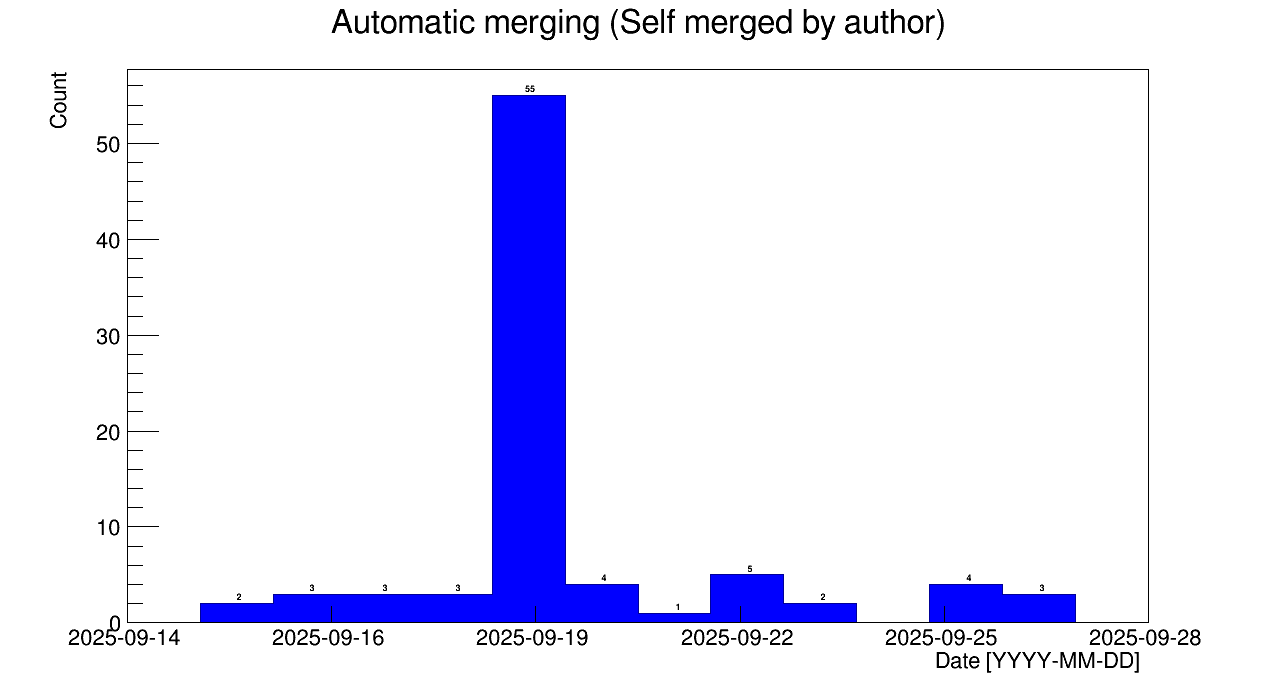 Automatic merging (Self merged by author)
Count
55
50
40
30
20
10
0
2 3 3 3 4 1 5 2 4 3
2025-09-14 2025-09-16 2025-09-19 2025-09-22 2025-09-25 2025-09-28
Date [YYYY-MM-DD]